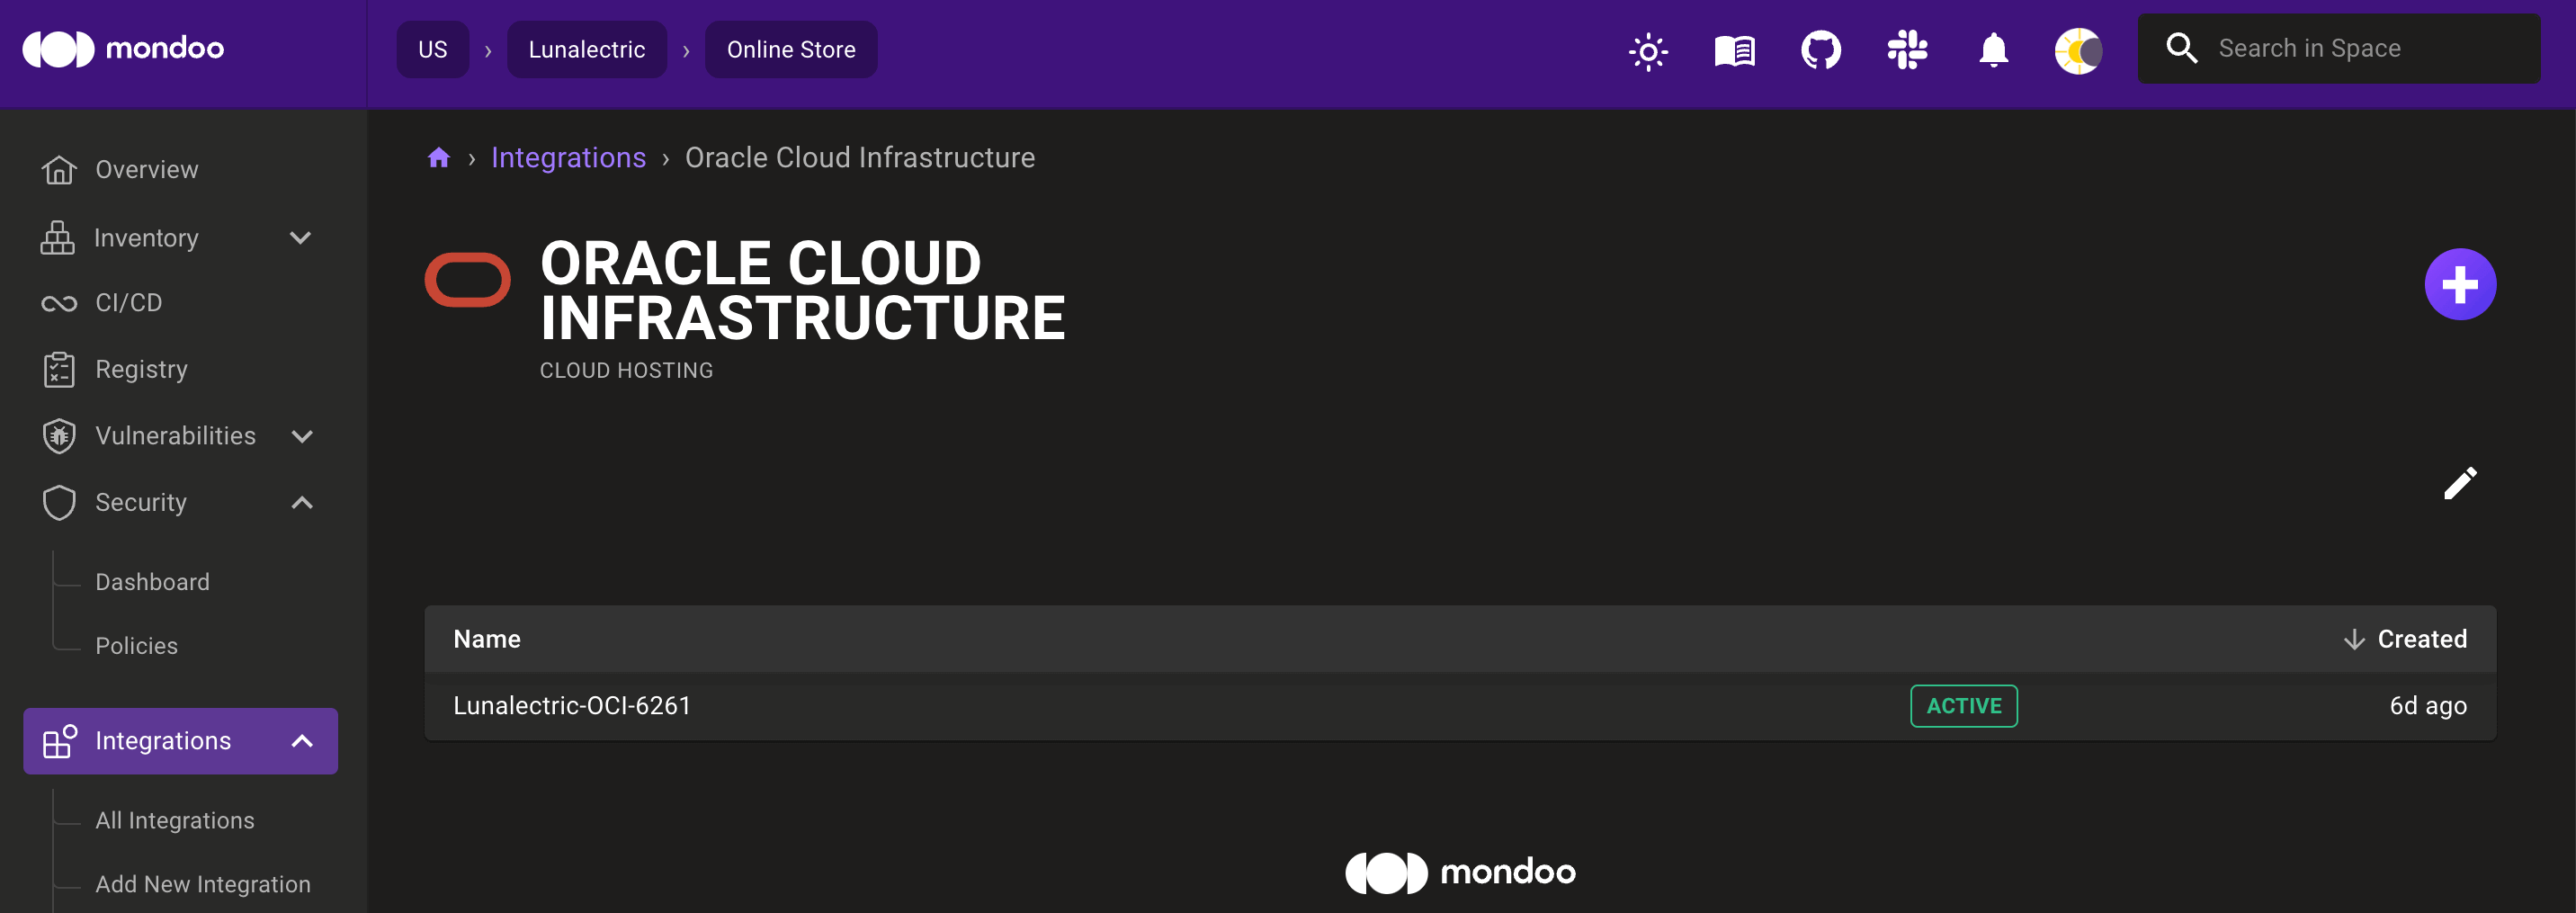 mondoo
US › Lunalectric › Online Store
Search in Space
Overview
Inventory
CI/CD
Registry
Vulnerabilities
Security
Dashboard
Policies
Integrations
All Integrations
Add New Integration
› Integrations › Oracle Cloud Infrastructure
ORACLE CLOUD
INFRASTRUCTURE
CLOUD HOSTING
Name Created
Lunalectric-OCI-6261 ACTIVE 6d ago
mondoo